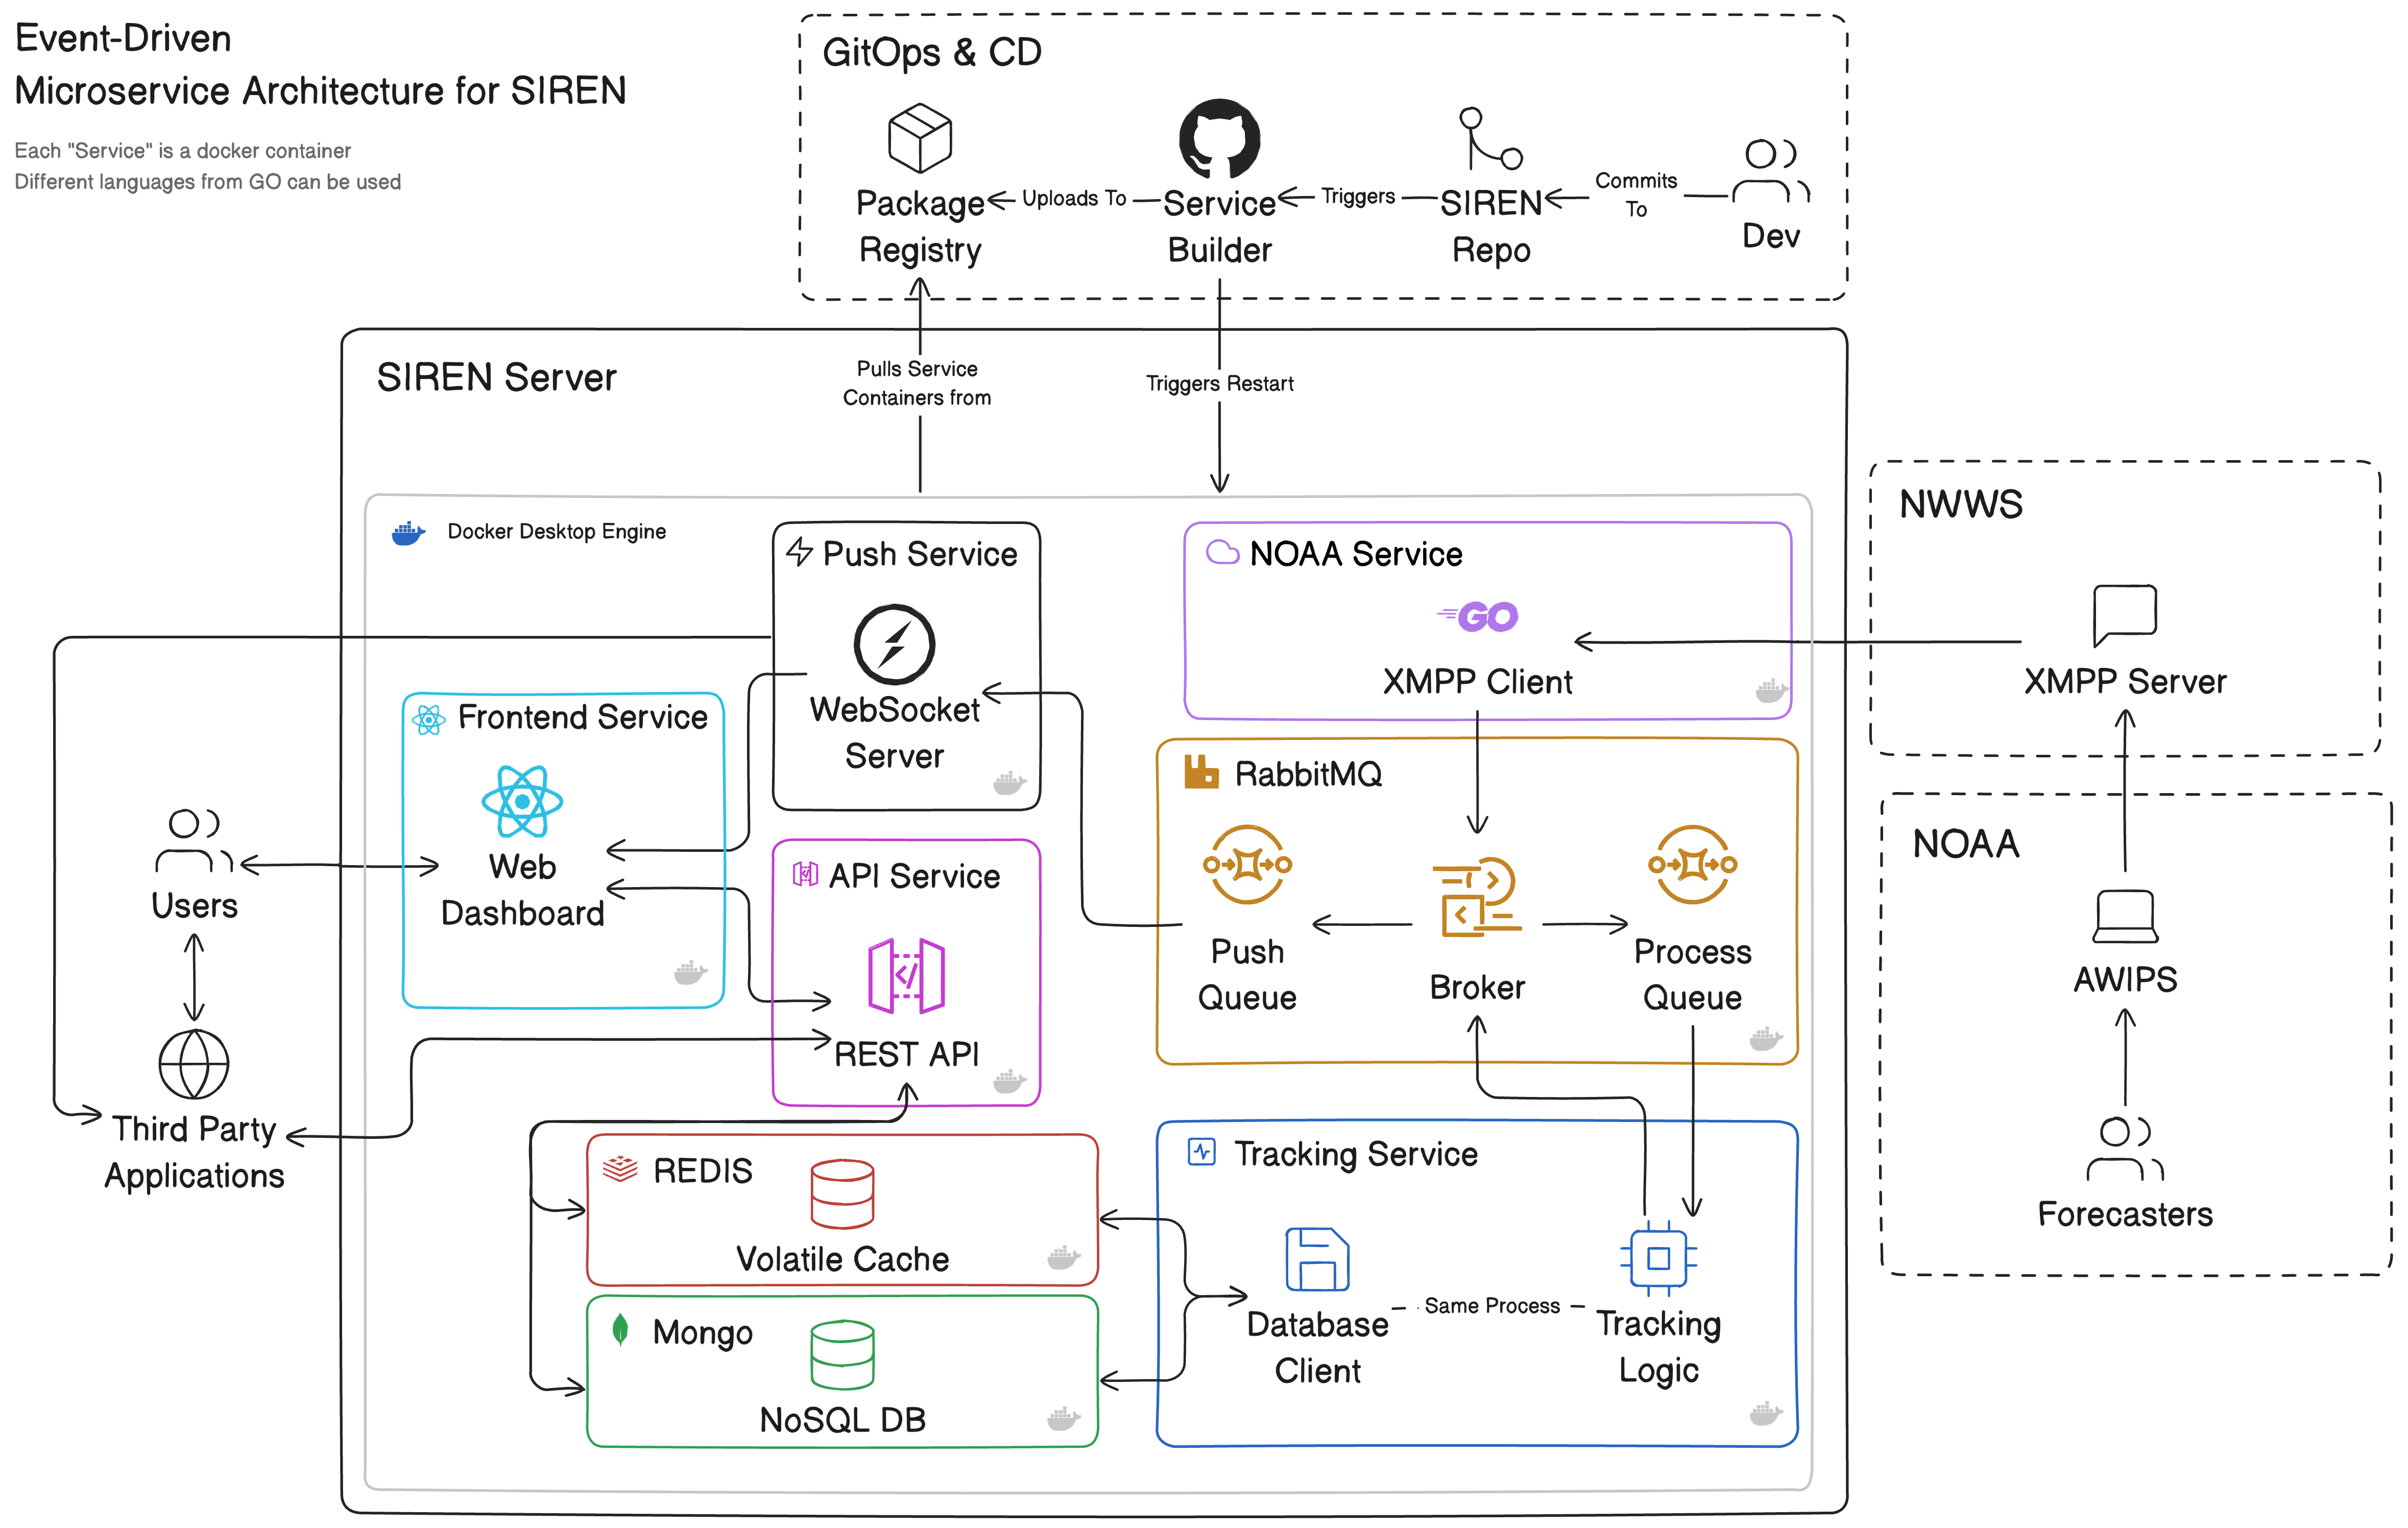 Event-Driven
Microservice Architecture for SIREN
Each "Service" is a docker container
Different languages from GO can be used
GitOps & CD
Package
Registry
Uploads To
Service
Builder
Triggers
SIREN
Repo
Commits
To
Dev
SIREN Server
Pulls Service
Containers from
Triggers Restart
Docker Desktop Engine
Push Service
WebSocket
Server
NOAA Service
GO
XMPP Client
NWWS
XMPP Server
Frontend Service
Web
Dashboard
Users
Third Party
Applications
API Service
REST API
RabbitMQ
Push
Queue
Broker
Process
Queue
NOAA
AWIPS
Forecasters
REDIS
Volatile Cache
Mongo
NoSQL DB
Tracking Service
Database
Client
Same Process
Tracking
Logic